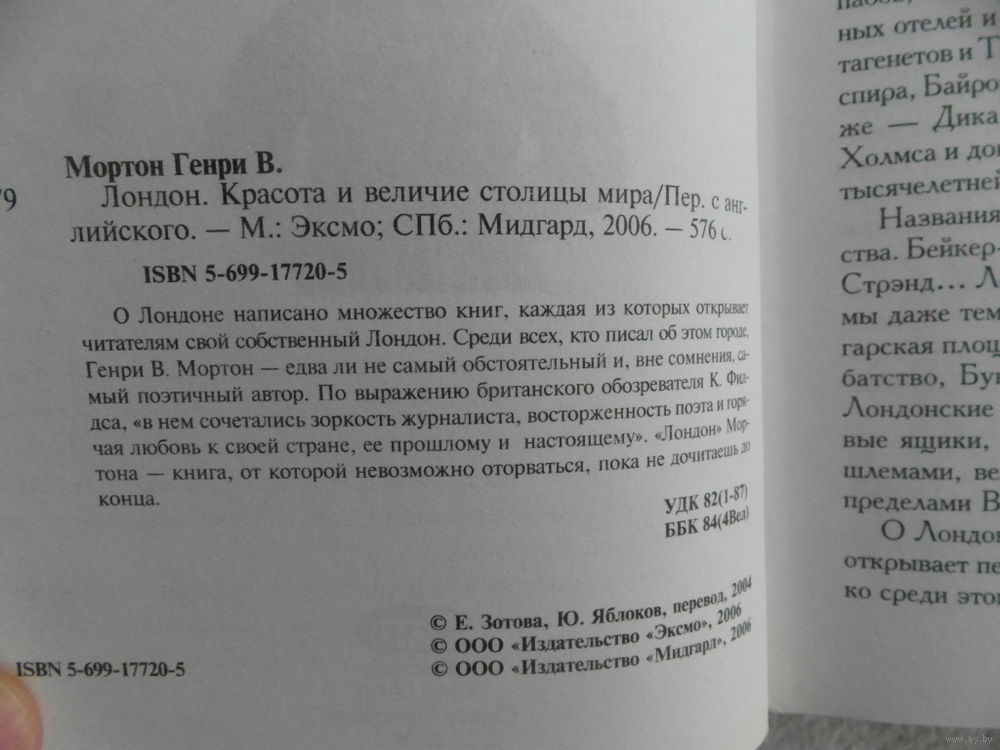 79
Мортон Генри В.
Лондон. Красота и величие столицы мира/Пер. с анг-
лийского. — М.: Эксмо; СПб.: Мидгард, 2006. — 576 с.
ISBN 5-699-17720-5
О Лондоне написано множество книг, каждая из которых открывает
читателям свой собственный Лондон. Среди всех, кто писал об этом городе,
Генри В. Мортон — едва ли не самый обстоятельный и, вне сомнения, са-
мый поэтичный автор. По выражению британского обозревателя К. Фил-
дса, «в нем сочетались зоркость журналиста, восторженность поэта и горя-
чая любовь к своей стране, ее прошлому и настоящему». «Лондон» Мор-
тона — книга, от которой невозможно оторваться, пока не дочитаешь до
конца.
УДК 82(1-87)
ББК 84(4Вел)
© Е. Зотова, Ю. Яблоков, перевод, 2004
© ООО «Издательство «Эксмо», 2006
© ООО «Издательство «Мидгард», 2006
ISBN 5-699-17720-5
ных отелей и
тагенетов и Т
спира, Байро
же — Дика
Холмса и до
тысячелетней
Названия
ства. Бейкер-
Стрэнд... Л
мы даже тем
гарская площ
батство, Бук
Лондонские
вые ящики,
шлемами, ве
пределами В
О Лондон
открывает пе
ко среди этог
www.ay.by